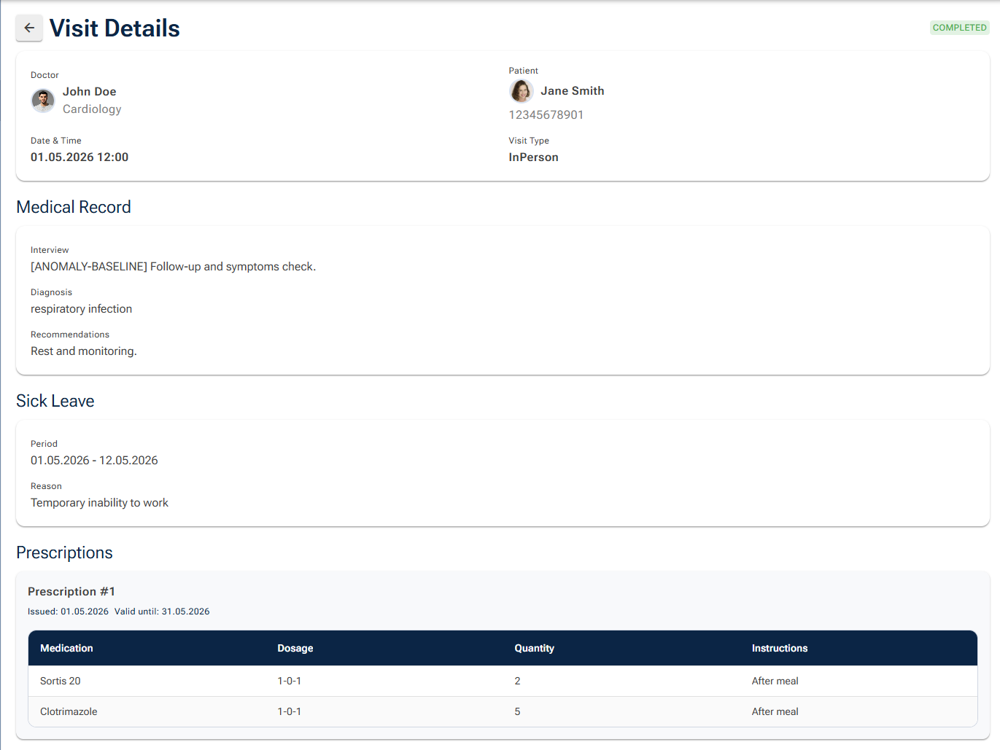 Visit Details
COMPLETED
Doctor
John Doe
Cardiology
Patient
Jane Smith
12345678901
Date & Time
01.05.2026 12:00
Visit Type
InPerson
Medical Record
Interview
[ANOMALY-BASELINE] Follow-up and symptoms check.
Diagnosis
respiratory infection
Recommendations
Rest and monitoring.
Sick Leave
Period
01.05.2026 - 12.05.2026
Reason
Temporary inability to work
Prescriptions
Prescription #1
Issued: 01.05.2026 Valid until: 31.05.2026
Medication Dosage Quantity Instructions
Sortis 20 1-0-1 2 After meal
Clotrimazole 1-0-1 5 After meal